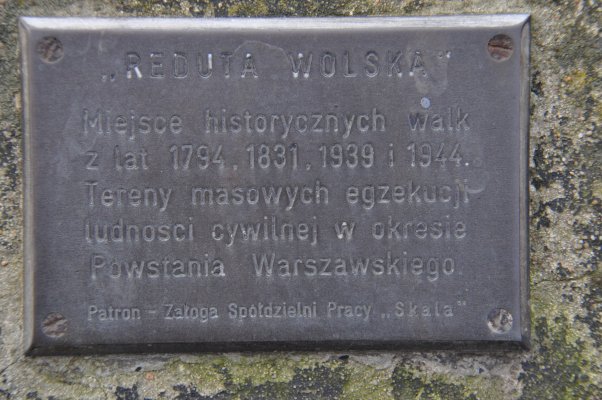 „REDUTA WOLSKA”
Miejsce historycznych walk
z lat 1794, 1831, 1939 i 1944.
Tereny masowych egzekucji
ludności cywilnej w okresie
Powstania Warszawskiego.
Patron – Załoga Spółdzielni Pracy „Skala”